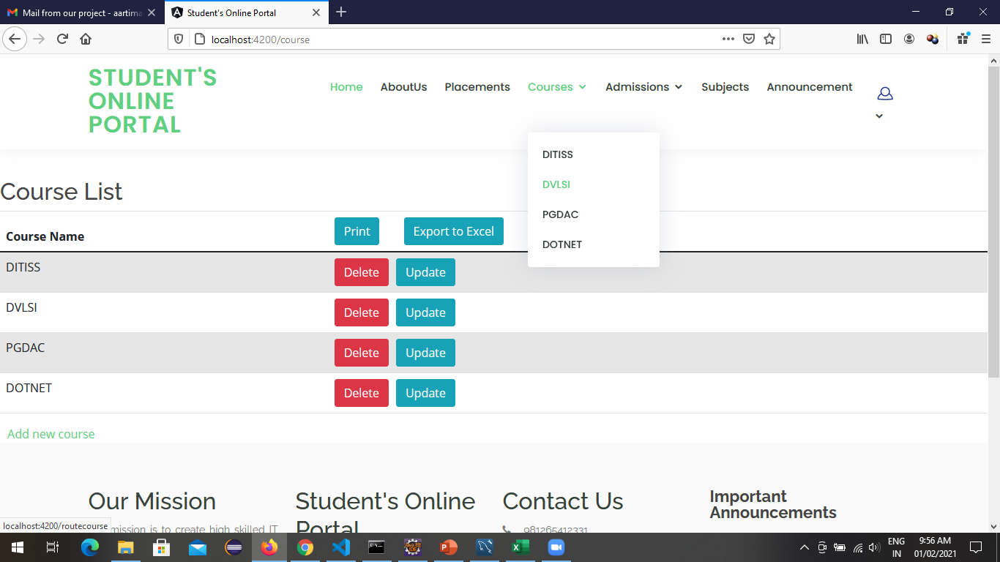 Mail from our project - aartima
Student's Online Portal
localhost:4200/course
STUDENT'S
ONLINE
PORTAL
Home AboutUs Placements Courses Admissions Subjects Announcement
DITISS
DVLSI
PGDAC
DOTNET
Course List
Course Name Print Export to Excel
DITISS Delete Update
DVLSI Delete Update
PGDAC Delete Update
DOTNET Delete Update
Add new course
Our Mission
mission is to create high skilled IT
Student's Online
Portal
Contact Us
981265412331
Important
Announcements
localhost:4200/routecourse
ENG
IN
9:56 AM
01/02/2021